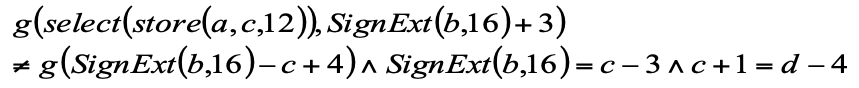 g(select(store(a,c,12)),SignExt(b,16)+3)
≠ g(SignExt(b,16)−c+4)∧ SignExt(b,16)=c−3∧c+1=d−4